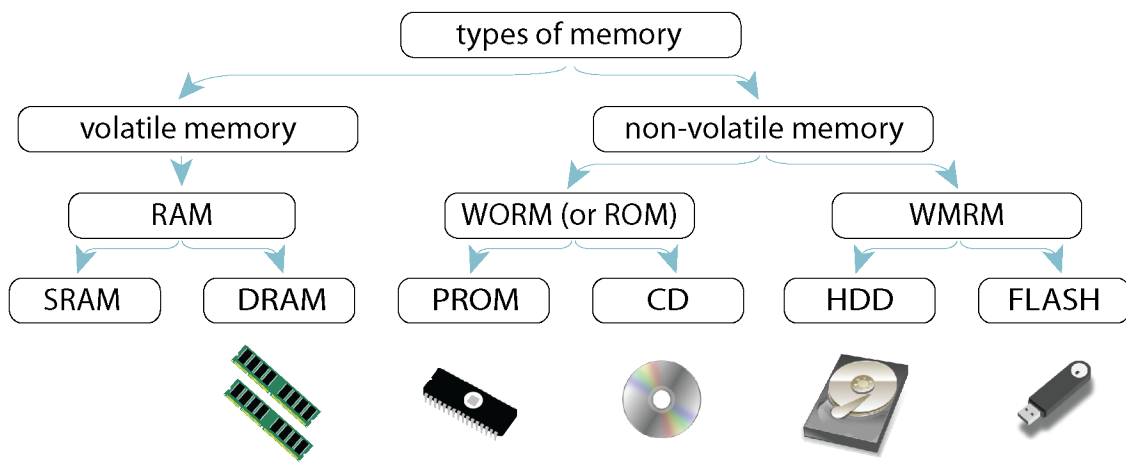 types of memory
volatile memory
non-volatile memory
RAM
WORM (or ROM)
WMRM
SRAM
DRAM
PROM
CD
HDD
FLASH